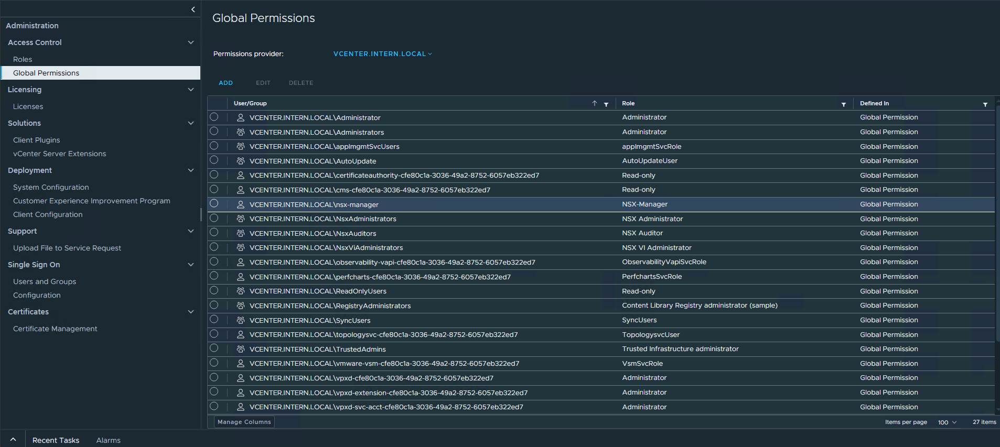 Administration
Access Control
Roles
Global Permissions
Licensing
Licenses
Solutions
Client Plugins
vCenter Server Extensions
Deployment
System Configuration
Customer Experience Improvement Program
Client Configuration
Support
Upload File to Service Request
Single Sign On
Users and Groups
Configuration
Certificates
Certificate Management
Global Permissions
Permissions provider: VCENTER.INTERN.LOCAL
ADD EDIT DELETE
User/Group Role Defined In
VCENTER.INTERN.LOCAL\Administrator Administrator Global Permission
VCENTER.INTERN.LOCAL\Administrators Administrator Global Permission
VCENTER.INTERN.LOCAL\applmgmtSvcUsers applmgmtSvcRole Global Permission
VCENTER.INTERN.LOCAL\AutoUpdate AutoUpdateUser Global Permission
VCENTER.INTERN.LOCAL\certificateauthority-cfe80c1a-3036-49a2-8752-6057eb322ed7 Read-only Global Permission
VCENTER.INTERN.LOCAL\cms-cfe80c1a-3036-49a2-8752-6057eb322ed7 Read-only Global Permission
VCENTER.INTERN.LOCAL\nsx-manager NSX-Manager Global Permission
VCENTER.INTERN.LOCAL\NsxAdministrators NSX Administrator Global Permission
VCENTER.INTERN.LOCAL\NsxAuditors NSX Auditor Global Permission
VCENTER.INTERN.LOCAL\NsxViAdministrators NSX VI Administrator Global Permission
VCENTER.INTERN.LOCAL\observability-vapi-cfe80c1a-3036-49a2-8752-6057eb322ed7 ObservabilityVapiSvcRole Global Permission
VCENTER.INTERN.LOCAL\perfcharts-cfe80c1a-3036-49a2-8752-6057eb322ed7 PerfchartsSvcRole Global Permission
VCENTER.INTERN.LOCAL\ReadOnlyUsers Read-only Global Permission
VCENTER.INTERN.LOCAL\RegistryAdministrators Content Library Registry administrator (sample) Global Permission
VCENTER.INTERN.LOCAL\SyncUsers SyncUsers Global Permission
VCENTER.INTERN.LOCAL\topologysvc-cfe80c1a-3036-49a2-8752-6057eb322ed7 TopologysvcUser Global Permission
VCENTER.INTERN.LOCAL\TrustedAdmins Trusted Infrastructure administrator Global Permission
VCENTER.INTERN.LOCAL\vmware-vsm-cfe80c1a-3036-49a2-8752-6057eb322ed7 VsmSvcRole Global Permission
VCENTER.INTERN.LOCAL\vpxd-cfe80c1a-3036-49a2-8752-6057eb322ed7 Administrator Global Permission
VCENTER.INTERN.LOCAL\vpxd-extension-cfe80c1a-3036-49a2-8752-6057eb322ed7 Administrator Global Permission
VCENTER.INTERN.LOCAL\vpxd-svc-acct-cfe80c1a-3036-49a2-8752-6057eb322ed7 Administrator Global Permission
Manage Columns Items per page 100 27 items
Recent Tasks Alarms